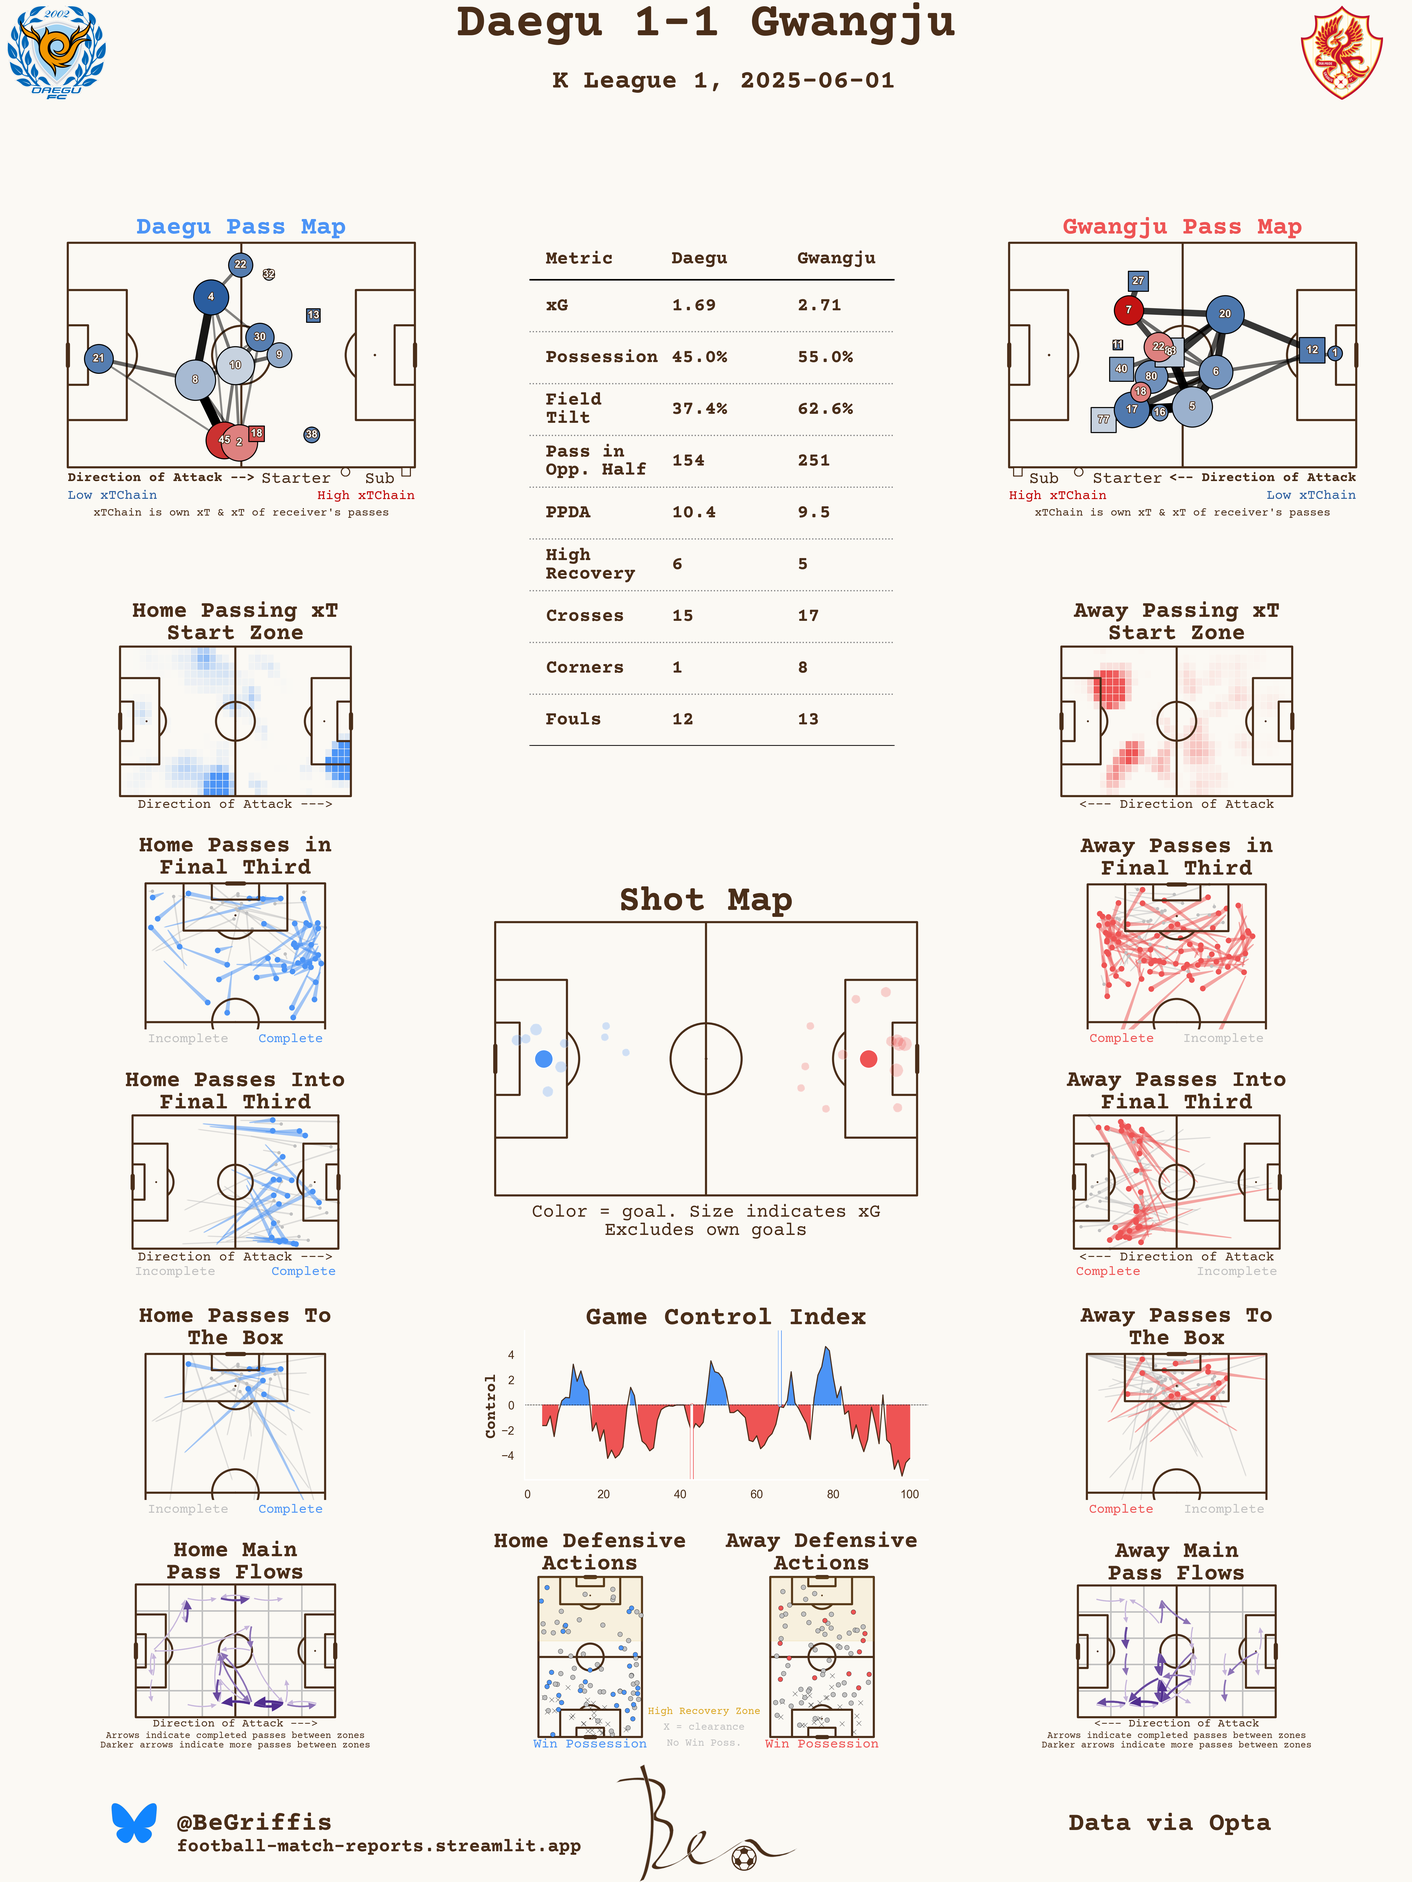 2002
DAEGU
FC
Daegu 1-1 Gwangju
K League 1, 2025-06-01
Daegu Pass Map
22
32
4
13
30
9
21
10
8
45
2
18
38
Direction of Attack --> Starter Sub
Low xTChain High xTChain
xTChain is own xT & xT of receiver's passes
Metric Daegu Gwangju
xG 1.69 2.71
Possession 45.0% 55.0%
Field
Tilt 37.4% 62.6%
Pass in
Opp. Half 154 251
PPDA 10.4 9.5
High
Recovery 6 5
Crosses 15 17
Corners 1 8
Fouls 12 13
Gwangju Pass Map
27
7
20
11
22
12
1
40
80
6
18
17
16
5
77
Sub Starter <-- Direction of Attack
High xTChain Low xTChain
xTChain is own xT & xT of receiver's passes
Home Passing xT
Start Zone
Direction of Attack --->
Away Passing xT
Start Zone
<--- Direction of Attack
Home Passes in
Final Third
Incomplete Complete
Away Passes in
Final Third
Complete Incomplete
Shot Map
Color = goal. Size indicates xG
Excludes own goals
Home Passes Into
Final Third
Direction of Attack --->
Incomplete Complete
Away Passes Into
Final Third
<--- Direction of Attack
Complete Incomplete
Home Passes To
The Box
Incomplete Complete
Game Control Index
Control
4
2
0
−2
−4
0 20 40 60 80 100
Away Passes To
The Box
Complete Incomplete
Home Main
Pass Flows
Direction of Attack --->
Arrows indicate completed passes between zones
Darker arrows indicate more passes between zones
Home Defensive
Actions
Win Possession
High Recovery Zone
X = clearance
No Win Poss.
Away Defensive
Actions
Win Possession
Away Main
Pass Flows
<--- Direction of Attack
Arrows indicate completed passes between zones
Darker arrows indicate more passes between zones
@BeGriffis
football-match-reports.streamlit.app
Ben
Data via Opta